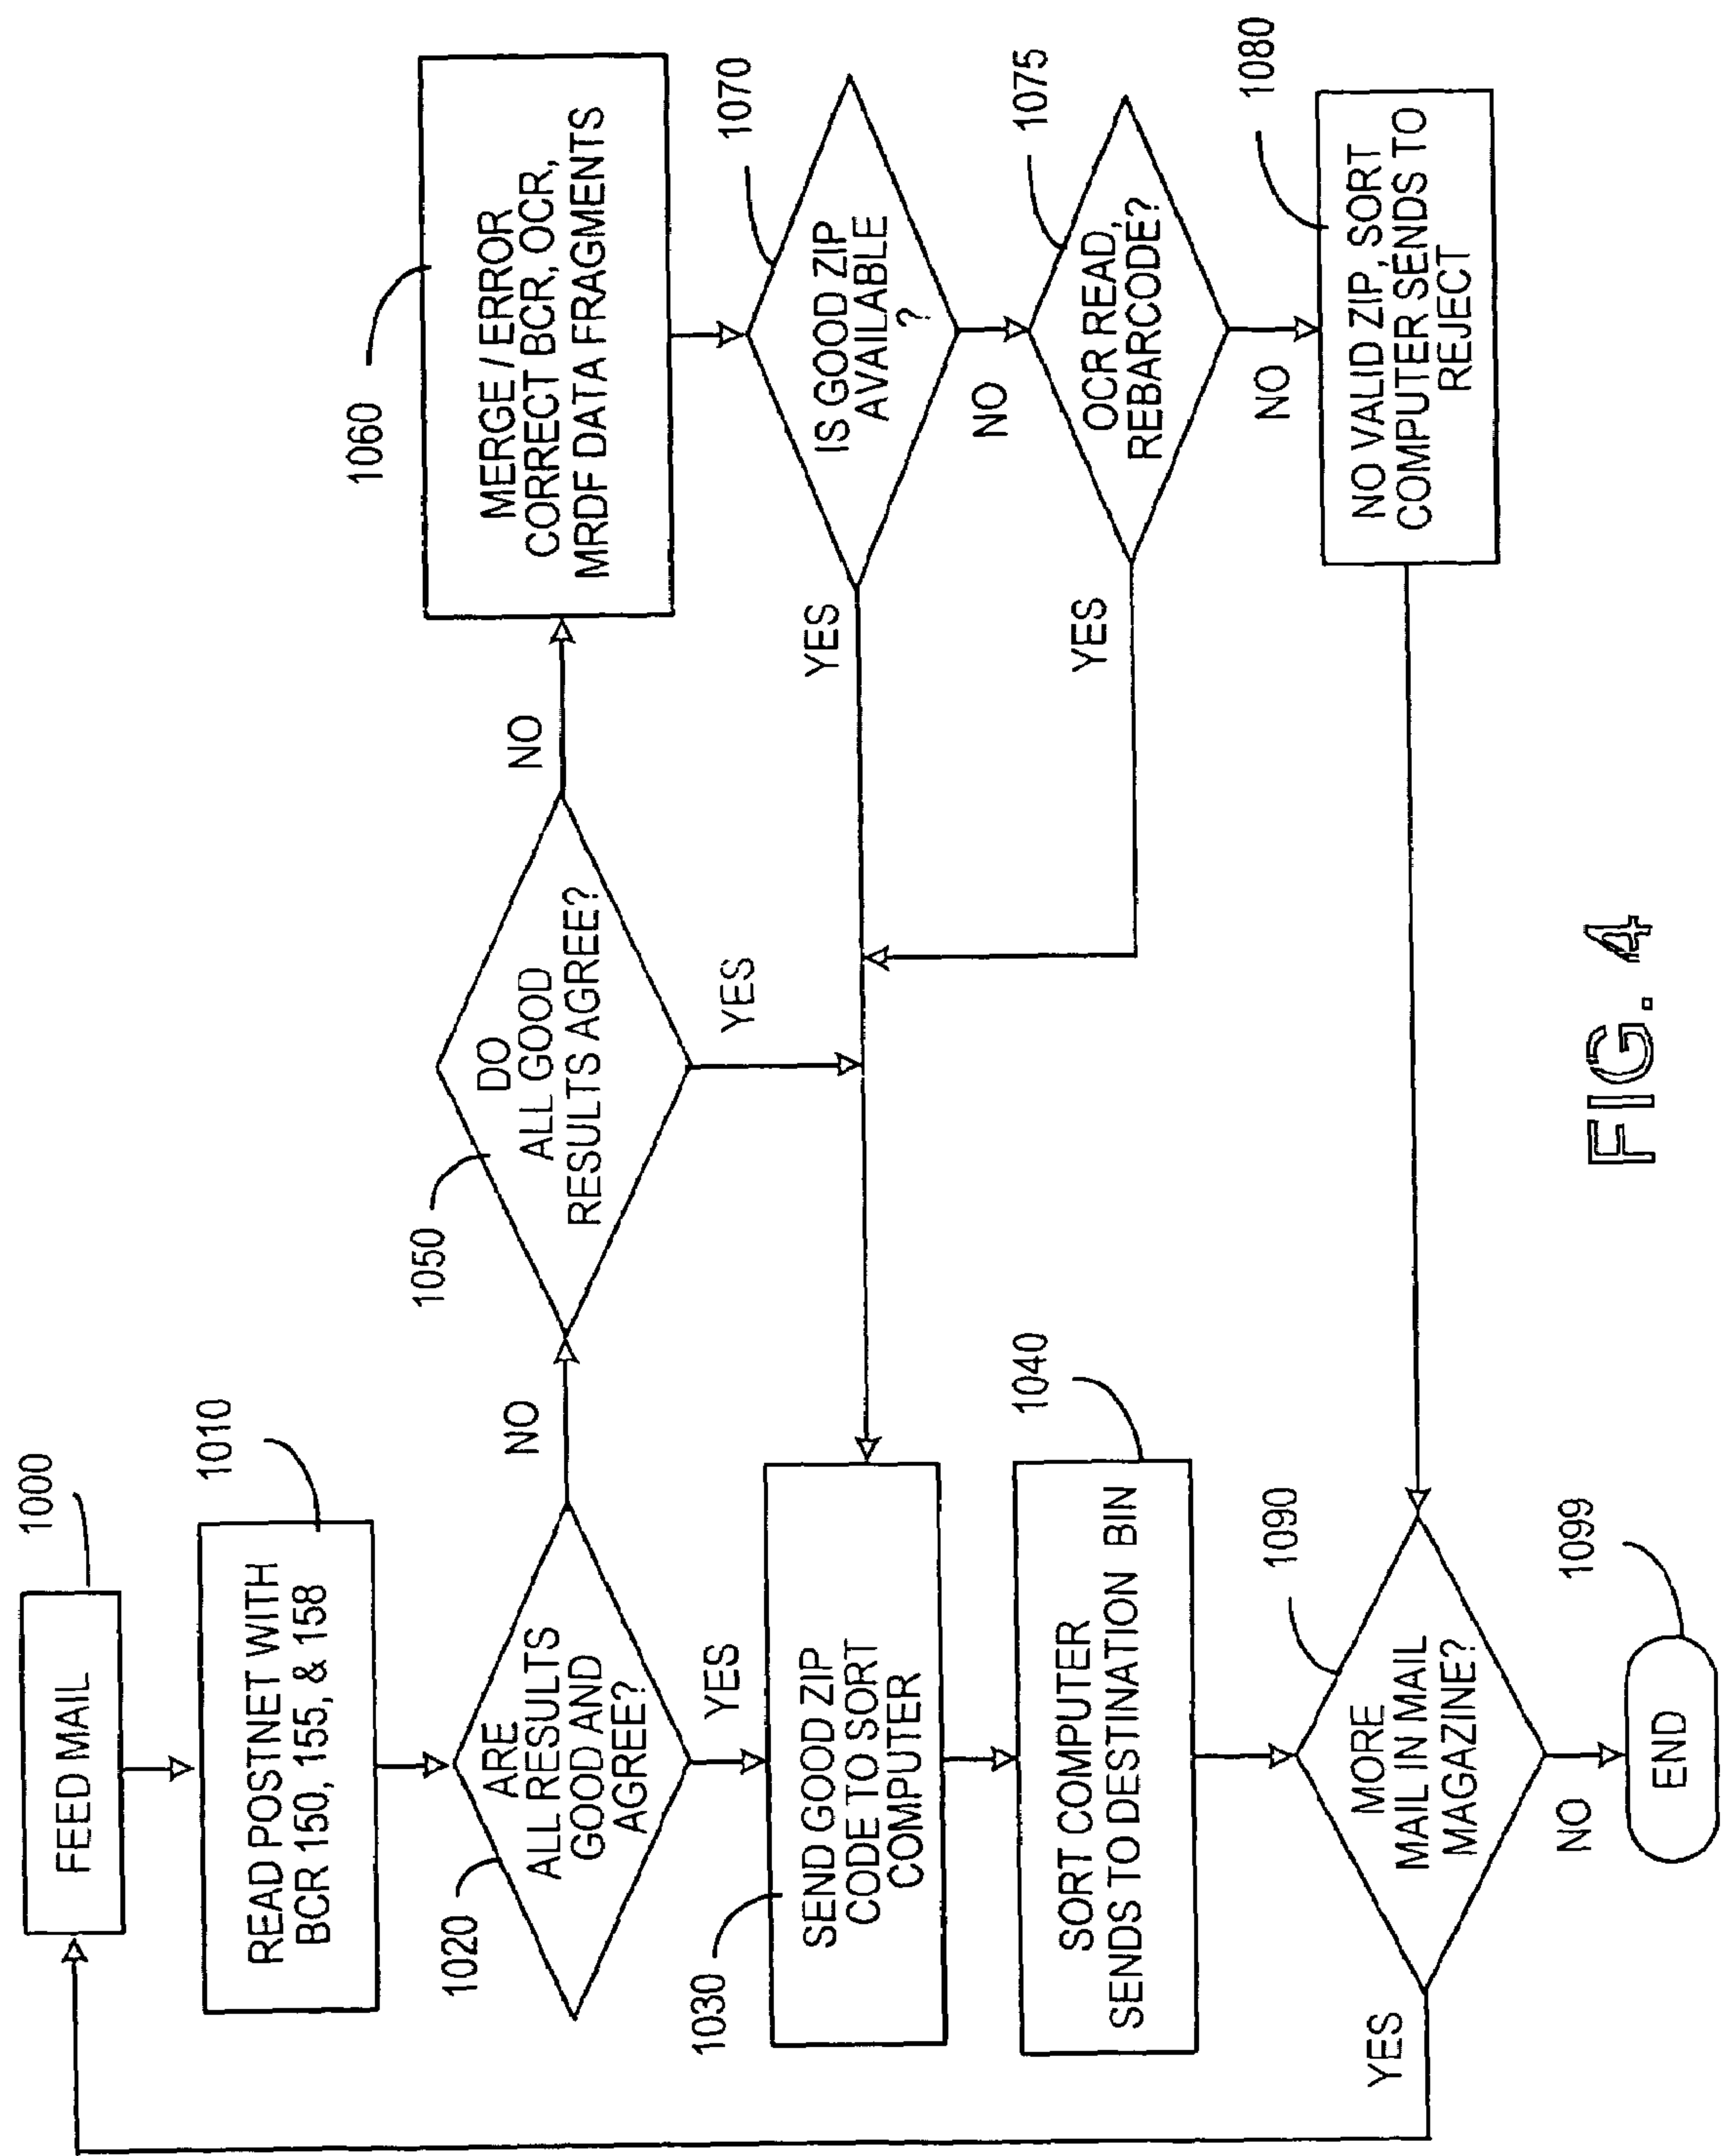 1000
FEED MAIL
1010
READ POSTNET WITH
BCR 150, 155, & 158
1020
ARE
ALL RESULTS
GOOD AND
AGREE?
NO
YES
1050
DO
ALL GOOD
RESULTS AGREE?
NO
YES
1060
MERGE / ERROR
CORRECT BCR, OCR,
MRDF DATA FRAGMENTS
1070
IS GOOD ZIP
AVAILABLE
?
YES
NO
1075
OCR READ,
REBARCODE?
YES
NO
1080
NO VALID ZIP, SORT
COMPUTER SENDS TO
REJECT
1030
SEND GOOD ZIP
CODE TO SORT
COMPUTER
1040
SORT COMPUTER
SENDS TO DESTINATION BIN
1090
MORE
MAIL IN MAIL
MAGAZINE?
YES
NO
1099
END
FIG. 4